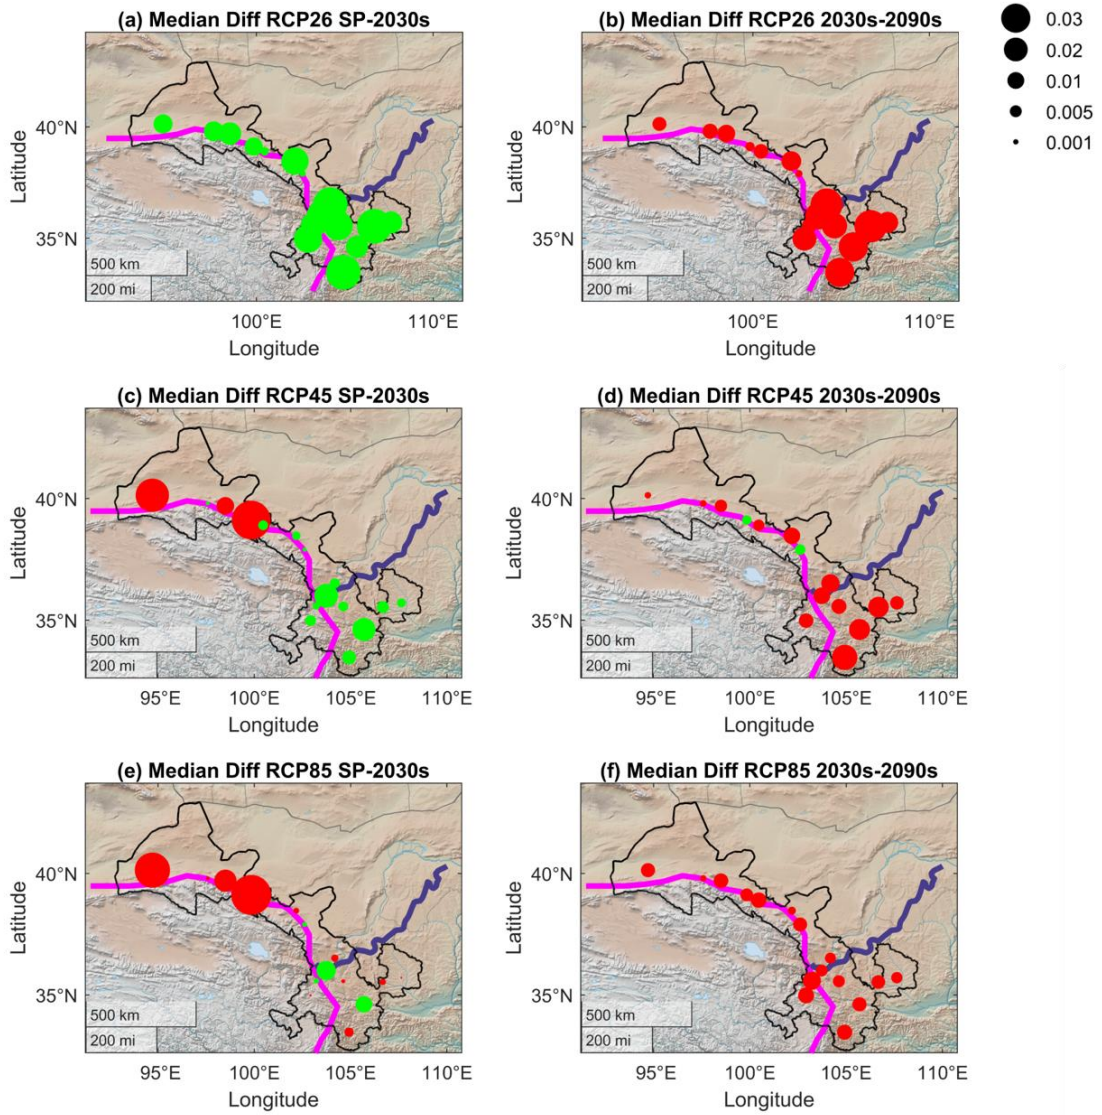 (a) Median Diff RCP26 SP-2030s
(b) Median Diff RCP26 2030s-2090s
0.03
0.02
0.01
0.005
0.001
Latitude
40°N
35°N
500 km
200 mi
100°E
110°E
Longitude
Latitude
40°N
35°N
500 km
200 mi
100°E
110°E
Longitude
(c) Median Diff RCP45 SP-2030s
(d) Median Diff RCP45 2030s-2090s
Latitude
40°N
35°N
500 km
200 mi
95°E
100°E
105°E
110°E
Longitude
Latitude
40°N
35°N
500 km
200 mi
95°E
100°E
105°E
110°E
Longitude
(e) Median Diff RCP85 SP-2030s
(f) Median Diff RCP85 2030s-2090s
Latitude
40°N
35°N
500 km
200 mi
95°E
100°E
105°E
110°E
Longitude
Latitude
40°N
35°N
500 km
200 mi
95°E
100°E
105°E
110°E
Longitude